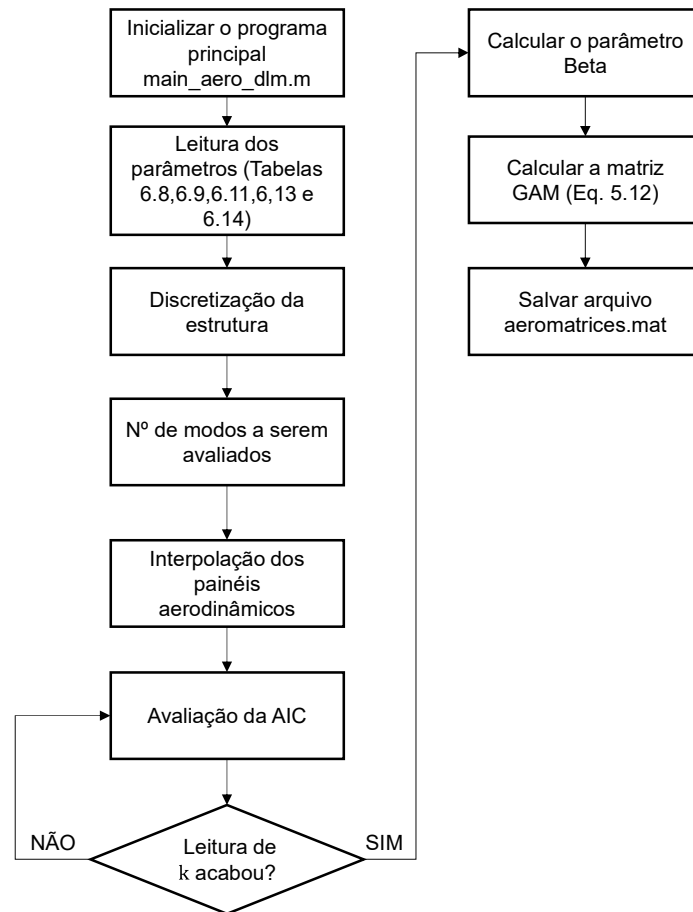 Inicializar o programa
principal
main_aero_dlm.m
Leitura dos
parâmetros (Tabelas
6.8,6.9,6.11,6,13 e
6.14)
Discretização da
estrutura
Nº de modos a serem
avaliados
Interpolação dos
painéis
aerodinâmicos
Avaliação da AIC
NÃO
Leitura de
k acabou?
SIM
Calcular o parâmetro
Beta
Calcular a matriz
GAM (Eq. 5.12)
Salvar arquivo
aeromatrices.mat